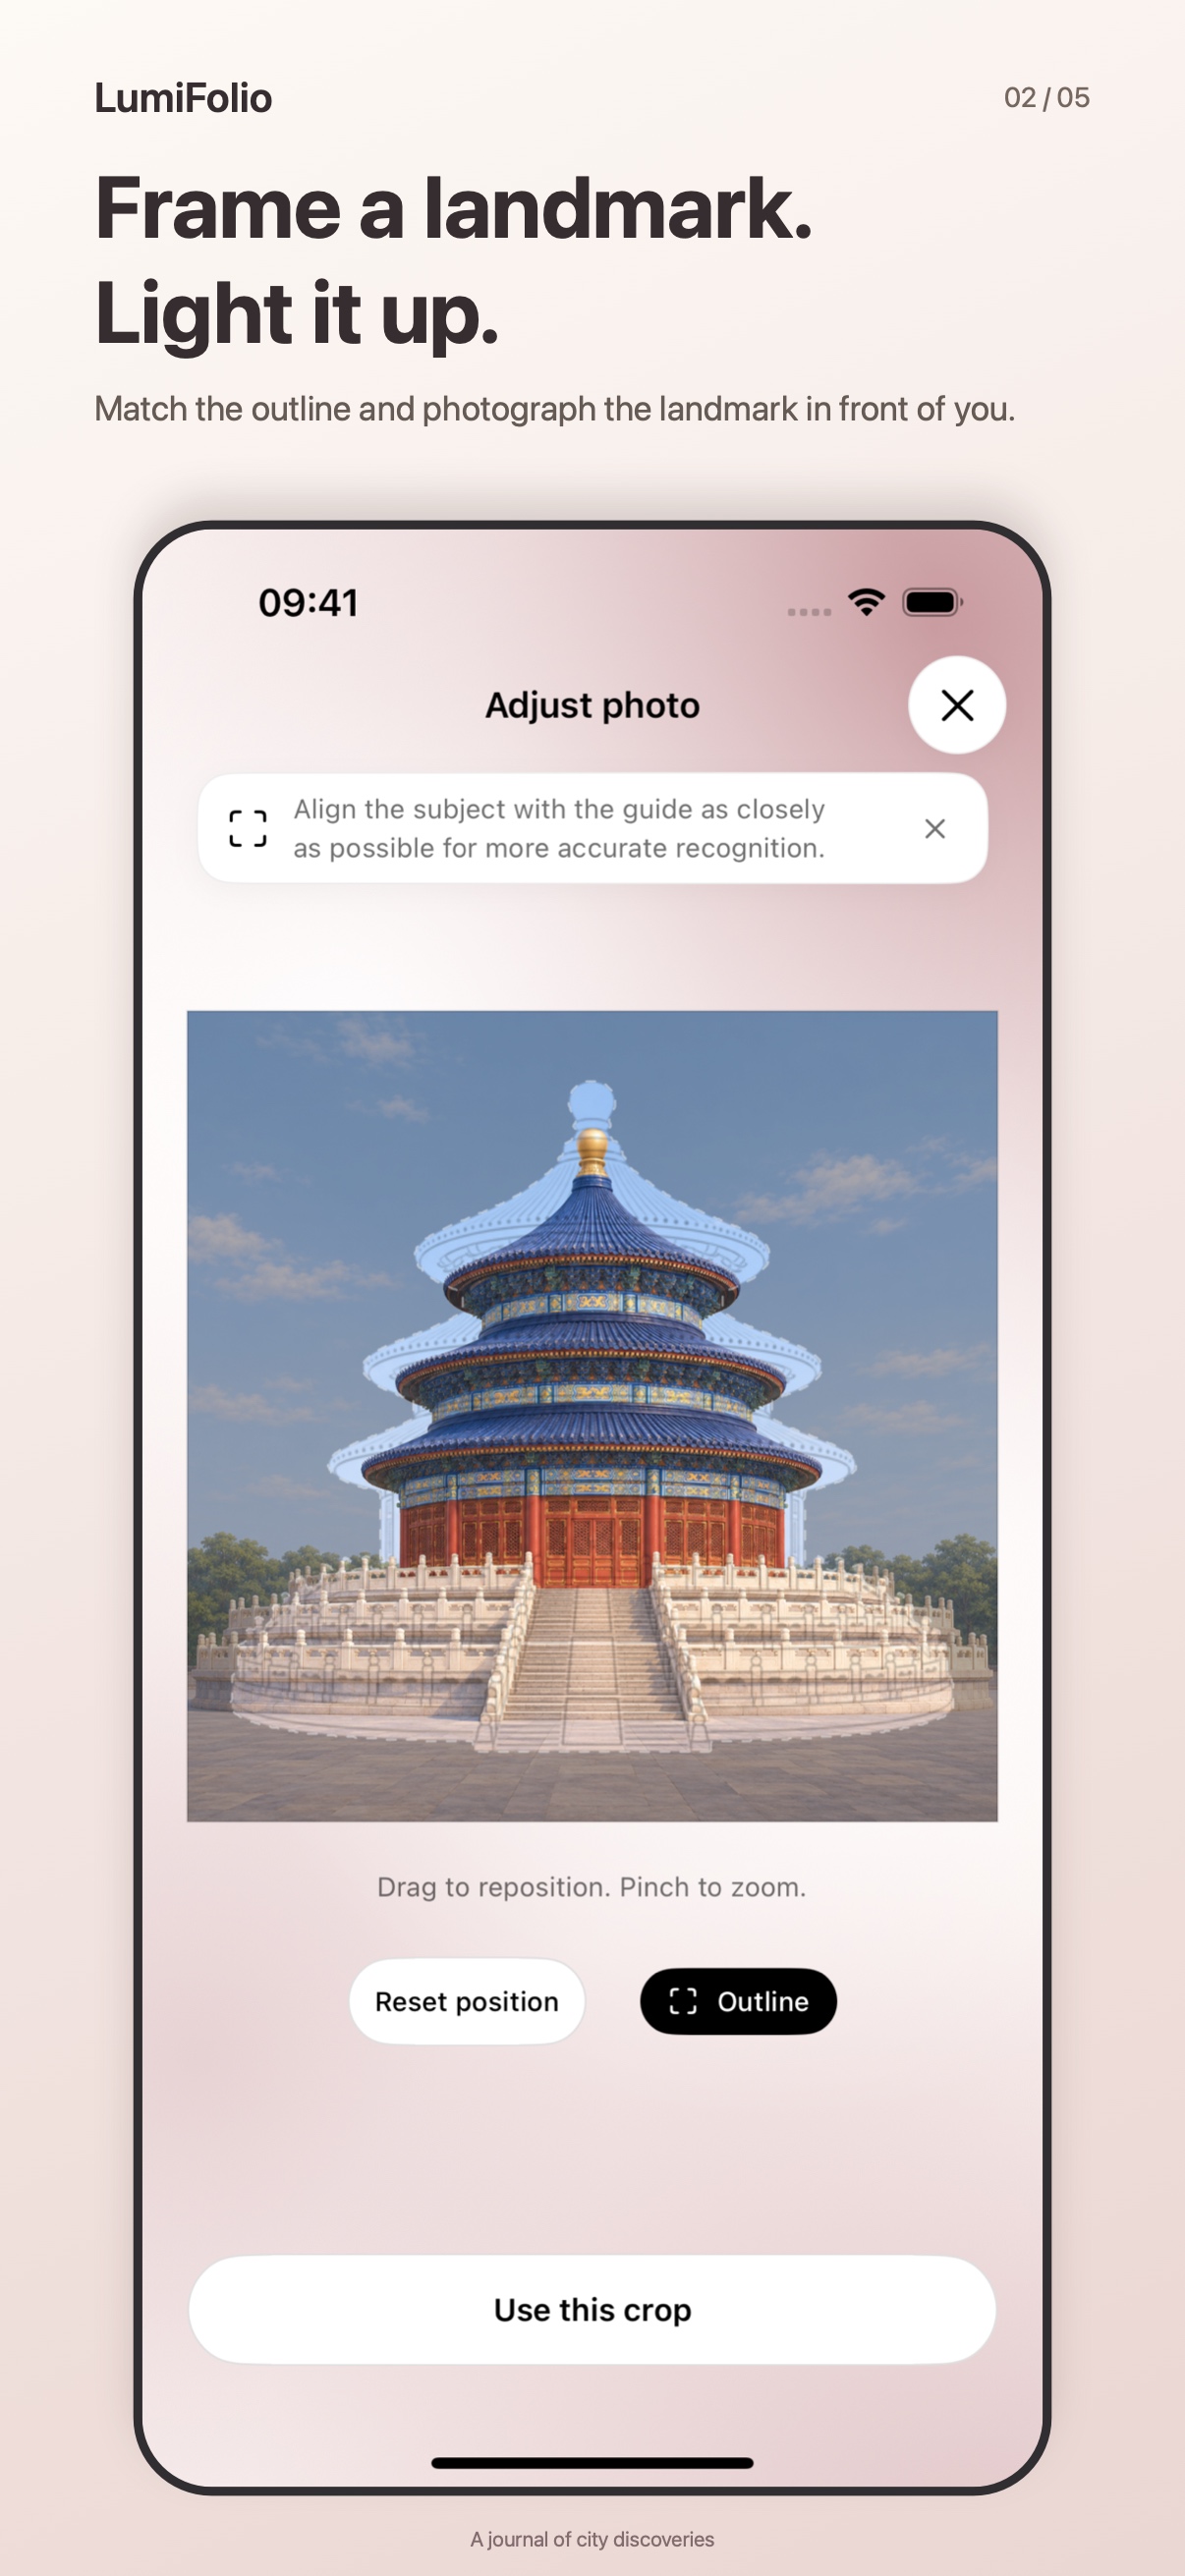 LumiFolio
02 / 05
Frame a landmark.
Light it up.
Match the outline and photograph the landmark in front of you.
09:41
Adjust photo
Align the subject with the guide as closely
as possible for more accurate recognition.
Drag to reposition. Pinch to zoom.
Reset position
Outline
Use this crop
A journal of city discoveries